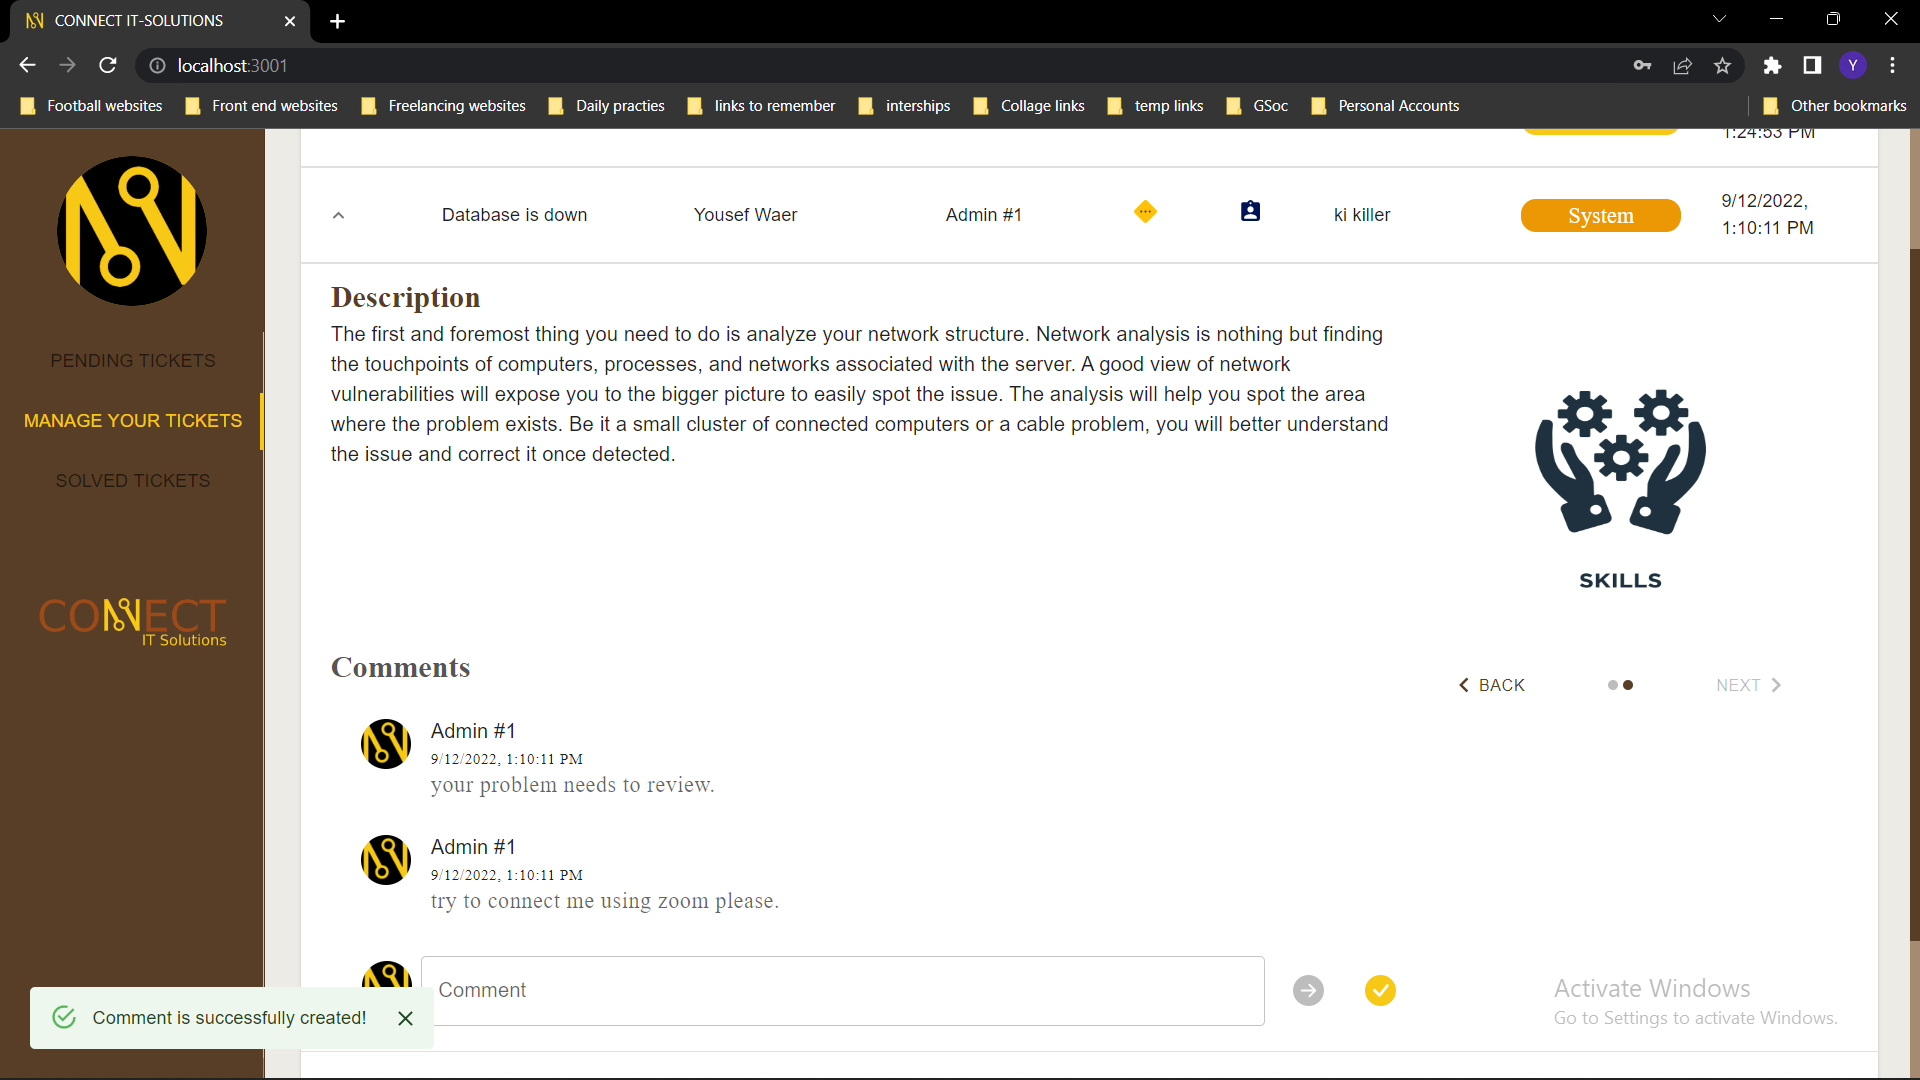 CONNECT IT-SOLUTIONS
localhost:3001
Y
Football websites
Front end websites
Freelancing websites
Daily practies
links to remember
interships
Collage links
temp links
GSoc
Personal Accounts
Other bookmarks
1:24:53 PM
Database is down
Yousef Waer
Admin #1
ki killer
System
9/12/2022,
1:10:11 PM
PENDING TICKETS
MANAGE YOUR TICKETS
SOLVED TICKETS
CONNECT
IT Solutions
Description
The first and foremost thing you need to do is analyze your network structure. Network analysis is nothing but finding
the touchpoints of computers, processes, and networks associated with the server. A good view of network
vulnerabilities will expose you to the bigger picture to easily spot the issue. The analysis will help you spot the area
where the problem exists. Be it a small cluster of connected computers or a cable problem, you will better understand
the issue and correct it once detected.
SKILLS
BACK
NEXT
Comments
Admin #1
9/12/2022, 1:10:11 PM
your problem needs to review.
Admin #1
9/12/2022, 1:10:11 PM
try to connect me using zoom please.
Comment
Comment is successfully created!
Activate Windows
Go to Settings to activate Windows.